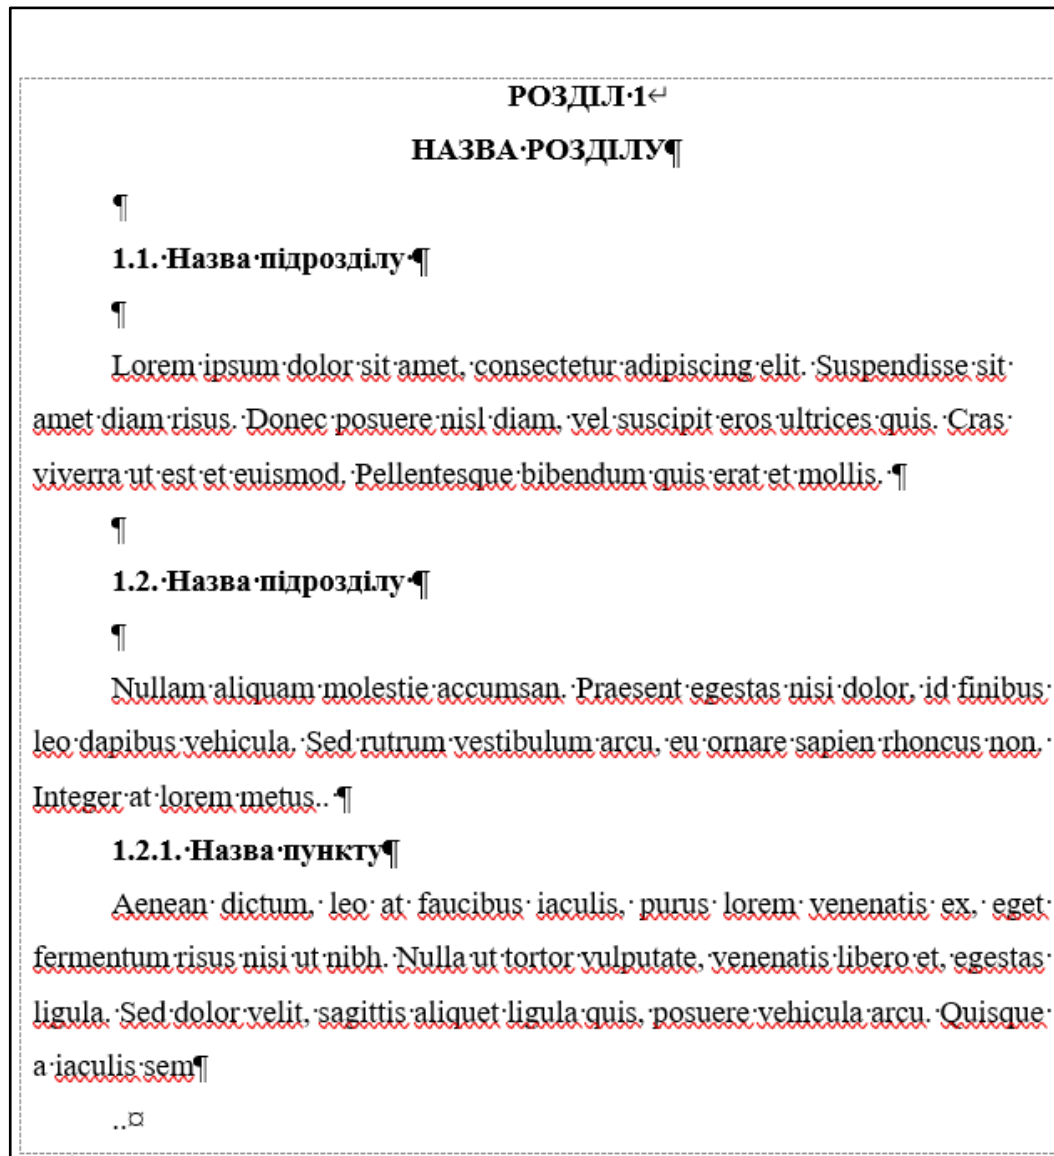 РОЗДІЛ 1
НАЗВА РОЗДІЛУ
1.1. Назва підрозділу
Lorem ipsum dolor sit amet, consectetur adipiscing elit. Suspendisse sit
amet diam risus. Donec posuere nisl diam, vel suscipit eros ultrices quis. Cras
viverra ut est et euismod. Pellentesque bibendum quis erat et mollis.
1.2. Назва підрозділу
Nullam aliquam molestie accumsan. Praesent egestas nisi dolor, id finibus
leo dapibus vehicula. Sed rutrum vestibulum arcu, eu ornare sapien rhoncus non.
Integer at lorem metus..
1.2.1. Назва пункту
Aenean dictum, leo at faucibus iaculis, purus lorem venenatis ex, eget
fermentum risus nisi ut nibh. Nulla ut tortor vulputate, venenatis libero et, egestas
ligula. Sed dolor velit, sagittis aliquet ligula quis, posuere vehicula arcu. Quisque
a iaculis sem
..